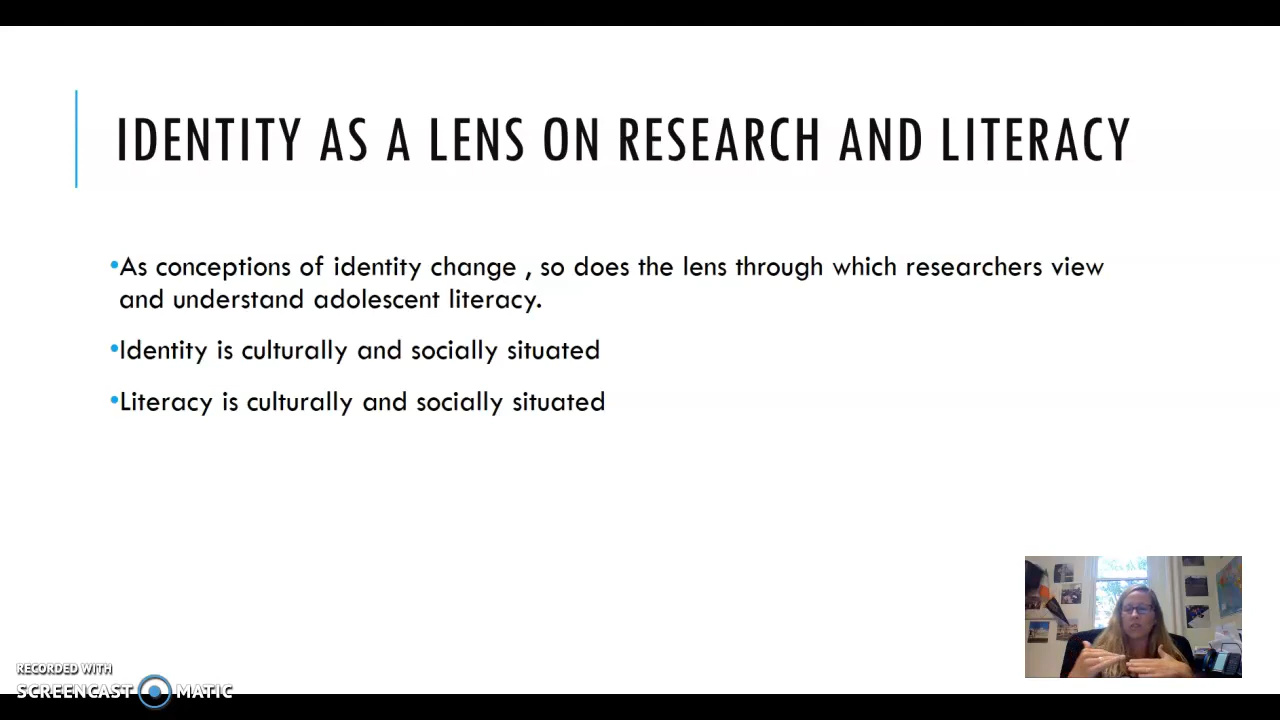 IDENTITY AS A LENS ON RESEARCH AND LITERACY
•As conceptions of identity change , so does the lens through which researchers view
and understand adolescent literacy.
•Identity is culturally and socially situated
•Literacy is culturally and socially situated
RECORDED WITH
SCREENCAST MATIC